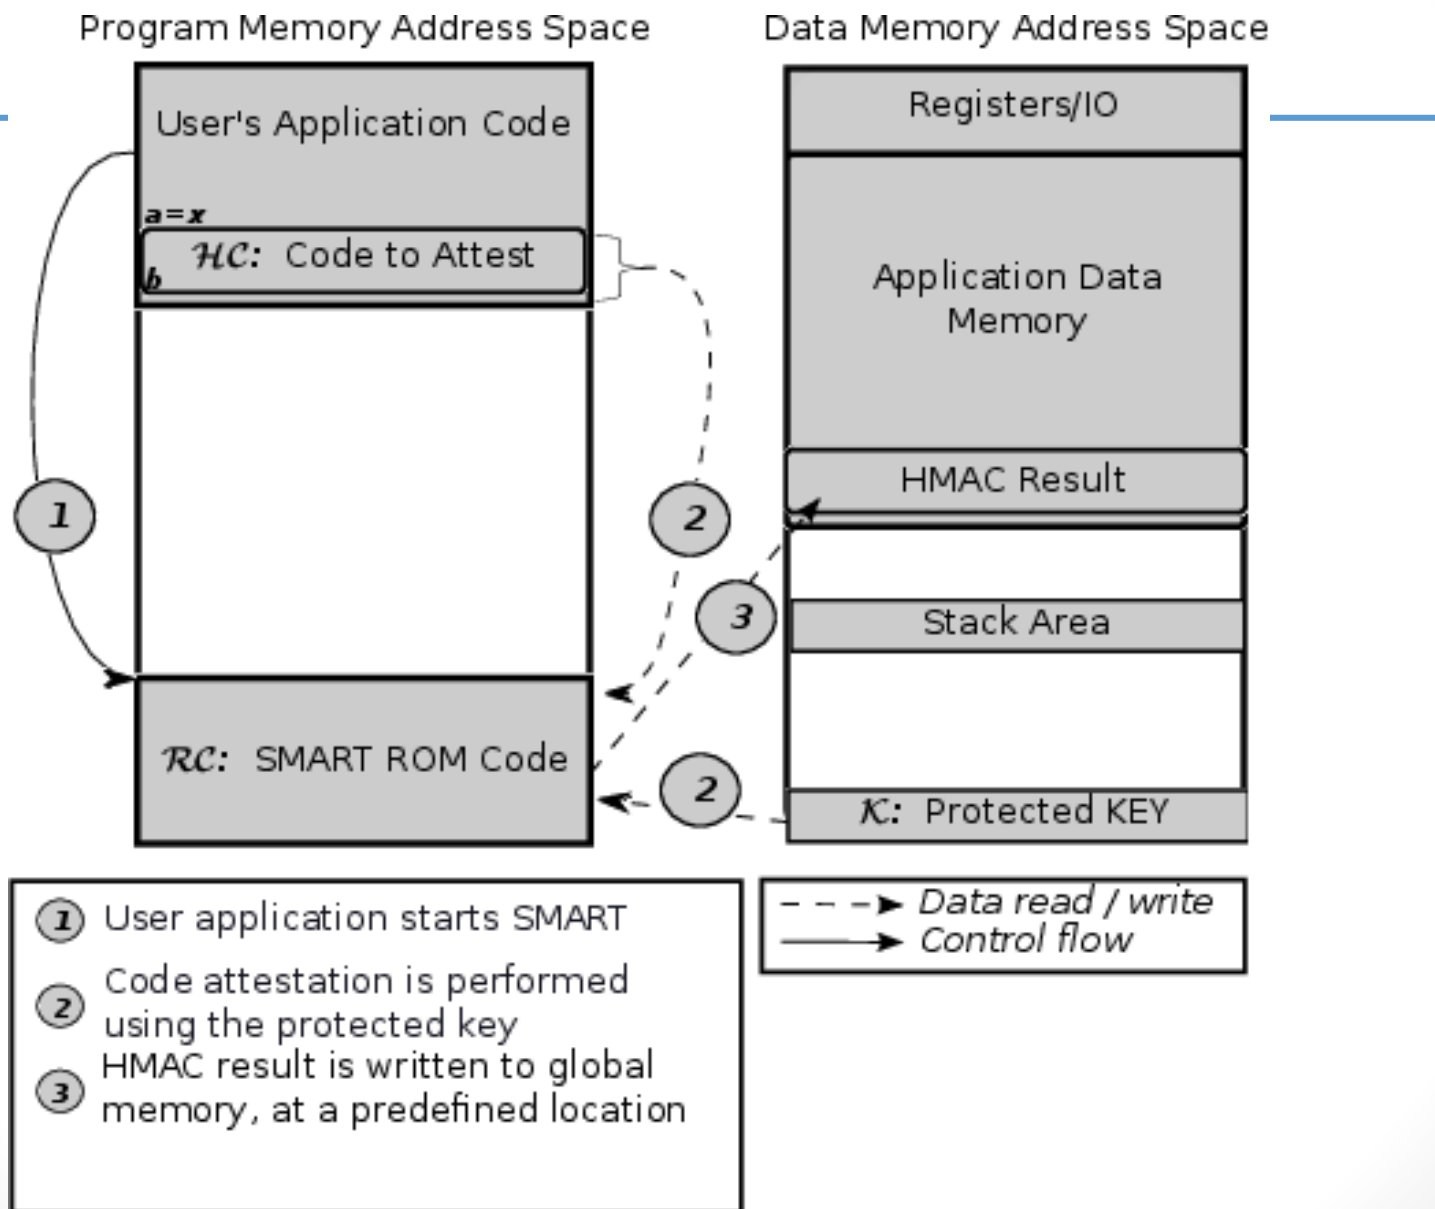 Program Memory Address Space
Data Memory Address Space
User's Application Code
a=x
HC: Code to Attest
b
Registers/IO
Application Data
Memory
HMAC Result
1
2
3
Stack Area
RC: SMART ROM Code
2
K: Protected KEY
1 User application starts SMART
2 Code attestation is performed
using the protected key
3 HMAC result is written to global
memory, at a predefined location
Data read / write
Control flow